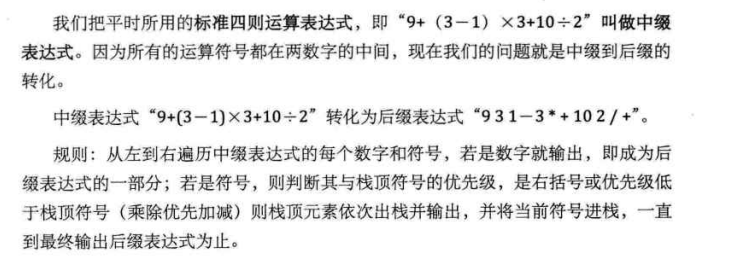 我们把平时所用的标准四则运算表达式，即“9+（3－1）×3+10÷2”叫做中缀
表达式。因为所有的运算符号都在两数字的中间，现在我们的问题就是中缀到后缀的
转化。
中缀表达式“9+(3－1)×3+10÷2”转化为后缀表达式“9 3 1－3 * + 10 2 / +”。
规则：从左到右遍历中缀表达式的每个数字和符号，若是数字就输出，即成为后
缀表达式的一部分；若是符号，则判断其与栈顶符号的优先级，是右括号或优先级低
于栈顶符号（乘除优先加减）则栈顶元素依次出栈并输出，并将当前符号进栈，一直
到最终输出后缀表达式为止。